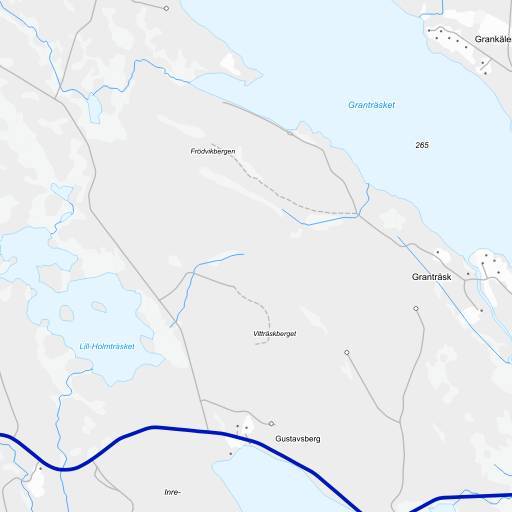 Grankäle
Granträsket
265
Frödvikbergen
Granträsk
Vitträskberget
Lill-Holmträsket
Gustavsberg
Inre-